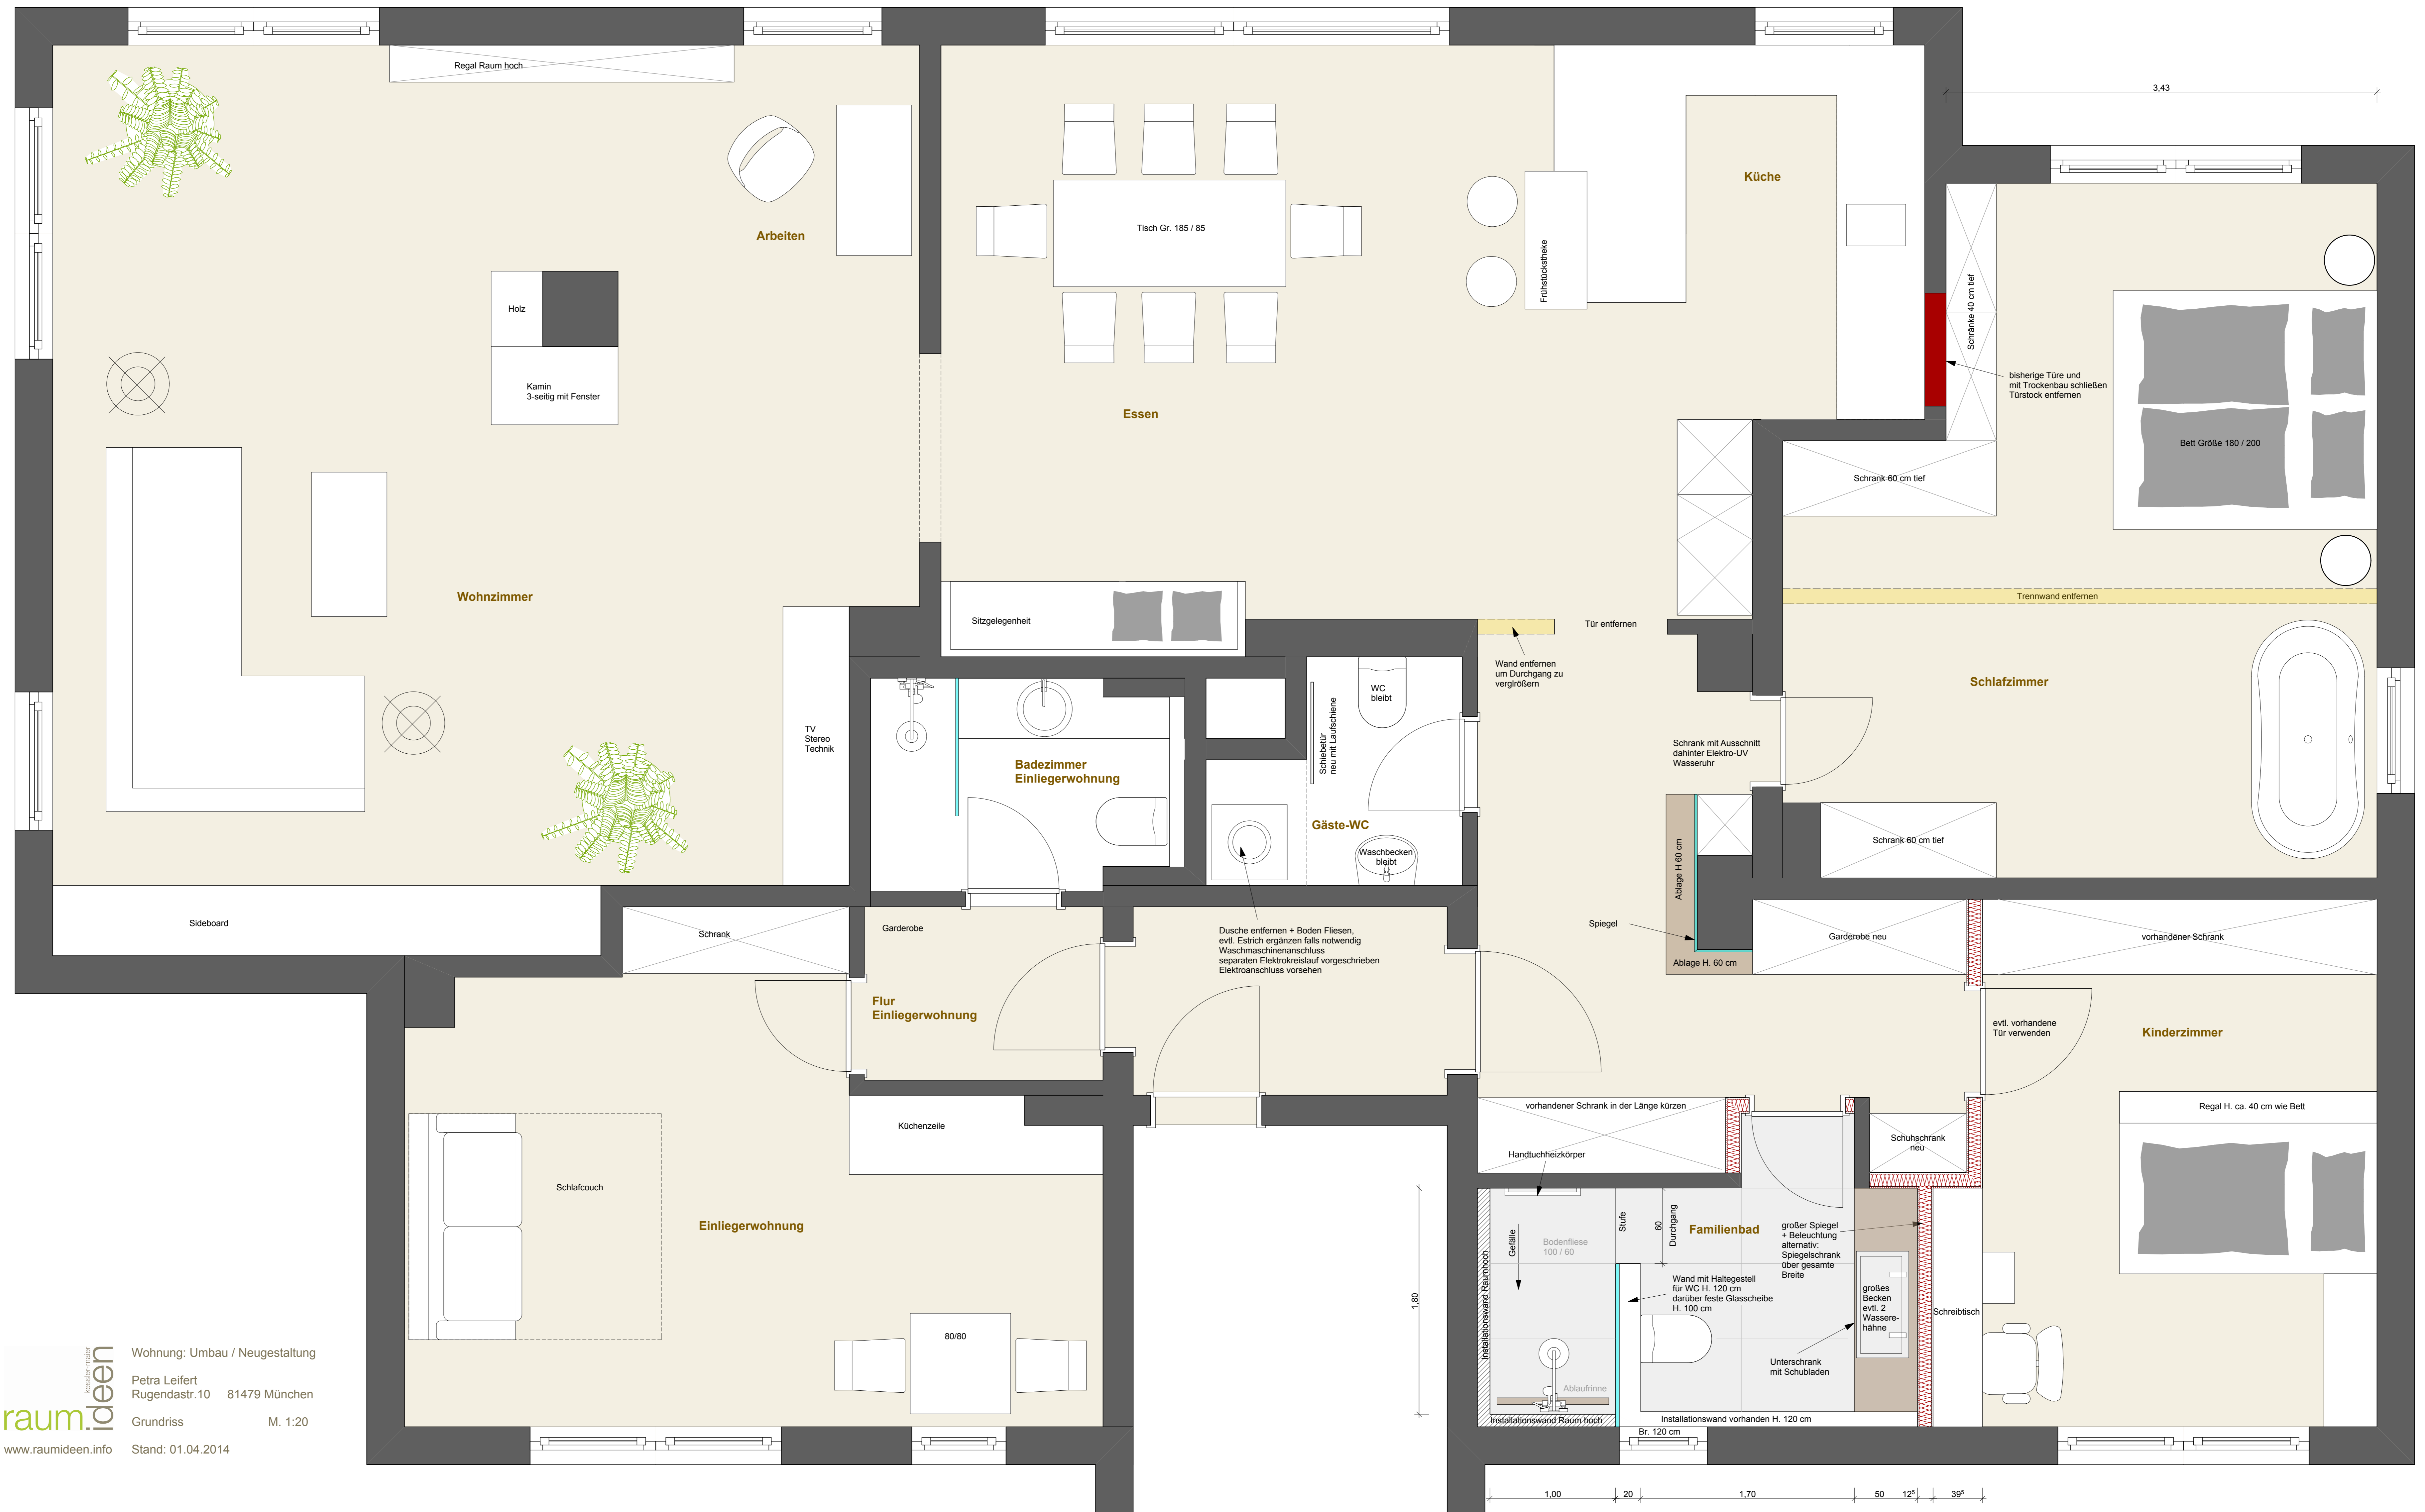 Regal Raum hoch
3,43
Arbeiten
Küche
Tisch Gr. 185 / 85
Frühstückstheke
Schränke 40 cm tief
Holz
Kamin
3-seitig mit Fenster
Essen
bisherige Türe und
mit Trockenbau schließen
Türstock entfernen
Bett Größe 180 / 200
Schrank 60 cm tief
Wohnzimmer
Trennwand entfernen
Sitzgelegenheit
Tür entfernen
Wand entfernen
um Durchgang zu
verglrößern
WC
bleibt
Schlafzimmer
TV
Stereo
Technik
Schiebetür
neu mit Laufschiene
Schrank mit Ausschnitt
dahinter Elektro-UV
Wasseruhr
Badezimmer
Einliegerwohnung
Gäste-WC
Waschbecken
bleibt
Schrank 60 cm tief
Ablage H 60 cm
Sideboard
Schrank
Garderobe
Dusche entfernen + Boden Fliesen,
evtl. Estrich ergänzen falls notwendig
Waschmaschinenanschluss
separaten Elektrokreislauf vorgeschrieben
Elektroanschluss vorsehen
Spiegel
Ablage H. 60 cm
Garderobe neu
vorhandener Schrank
Flur
Einliegerwohnung
evtl. vorhandene
Tür verwenden
Kinderzimmer
vorhandener Schrank in der Länge kürzen
Regal H. ca. 40 cm wie Bett
Küchenzeile
Schuhschrank
neu
Handtuchheizkörper
Schlafcouch
Einliegerwohnung
1,80
Installationswand Raumhoch
Gefälle
Bodenfliese
100 / 60
Stufe
60
Durchgang
Familienbad
großer Spiegel
+ Beleuchtung
alternativ:
Spiegelschrank
über gesamte
Breite
Wand mit Haltegestell
für WC H. 120 cm
darüber feste Glasscheibe
H. 100 cm
großes
Becken
evtl. 2
Wassere-
hähne
Schreibtisch
80/80
Unterschrank
mit Schubladen
Ablaufrinne
Installationswand Raum hoch
Installationswand vorhanden H. 120 cm
Br. 120 cm
1,00
20
1,70
50
12⁵
39⁵
kessler-maier
raumideen
www.raumideen.info
Wohnung: Umbau / Neugestaltung
Petra Leifert
Rugendastr.10 81479 München
Grundriss M. 1:20
Stand: 01.04.2014